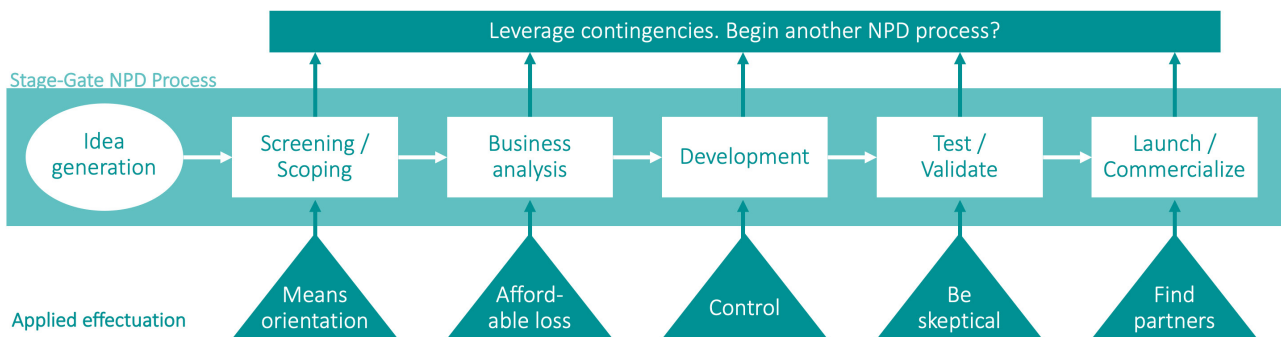 Leverage contingencies. Begin another NPD process?
Stage-Gate NPD Process
Idea
generation
Screening /
Scoping
Business
analysis
Development
Test /
Validate
Launch /
Commercialize
Applied effectuation
Means
orientation
Afford-
able loss
Control
Be
skeptical
Find
partners